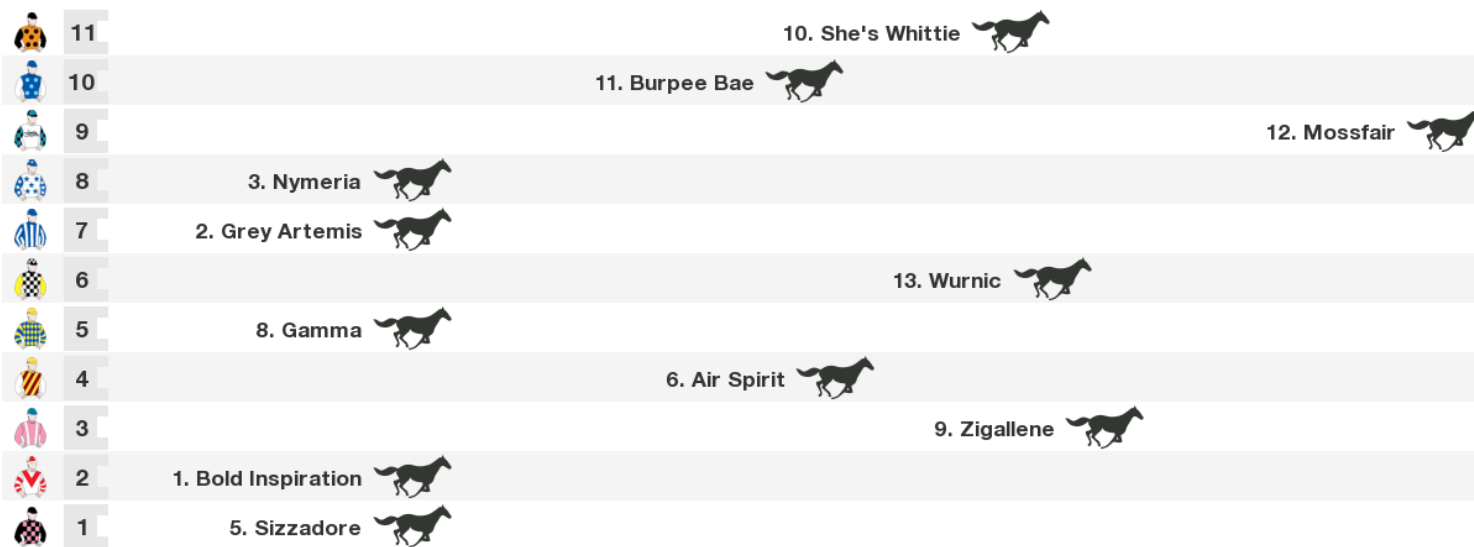 11 10. She's Whittie
10 11. Burpee Bae
9 12. Mossfair
8 3. Nymeria
7 2. Grey Artemis
6 13. Wurnic
5 8. Gamma
4 6. Air Spirit
3 9. Zigallene
2 1. Bold Inspiration
1 5. Sizzadore